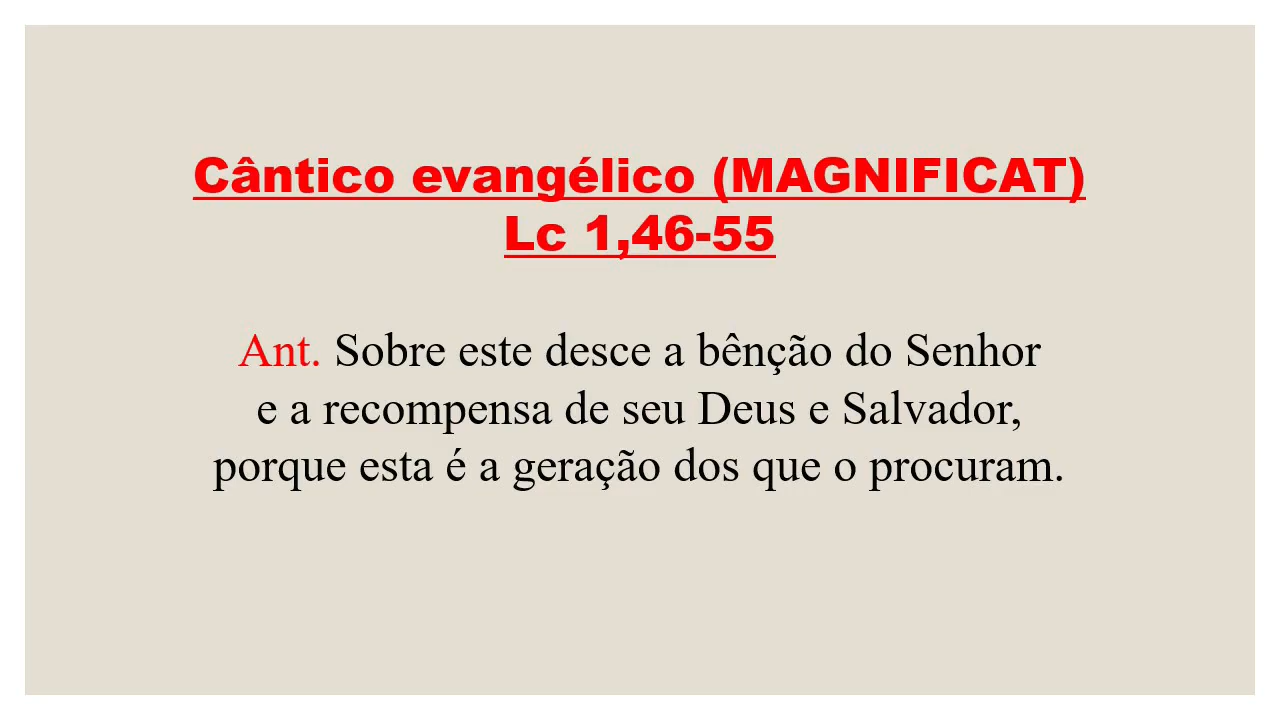 Cântico evangélico (MAGNIFICAT)
Lc 1,46-55
Ant. Sobre este desce a bênção do Senhor
e a recompensa de seu Deus e Salvador,
porque esta é a geração dos que o procuram.